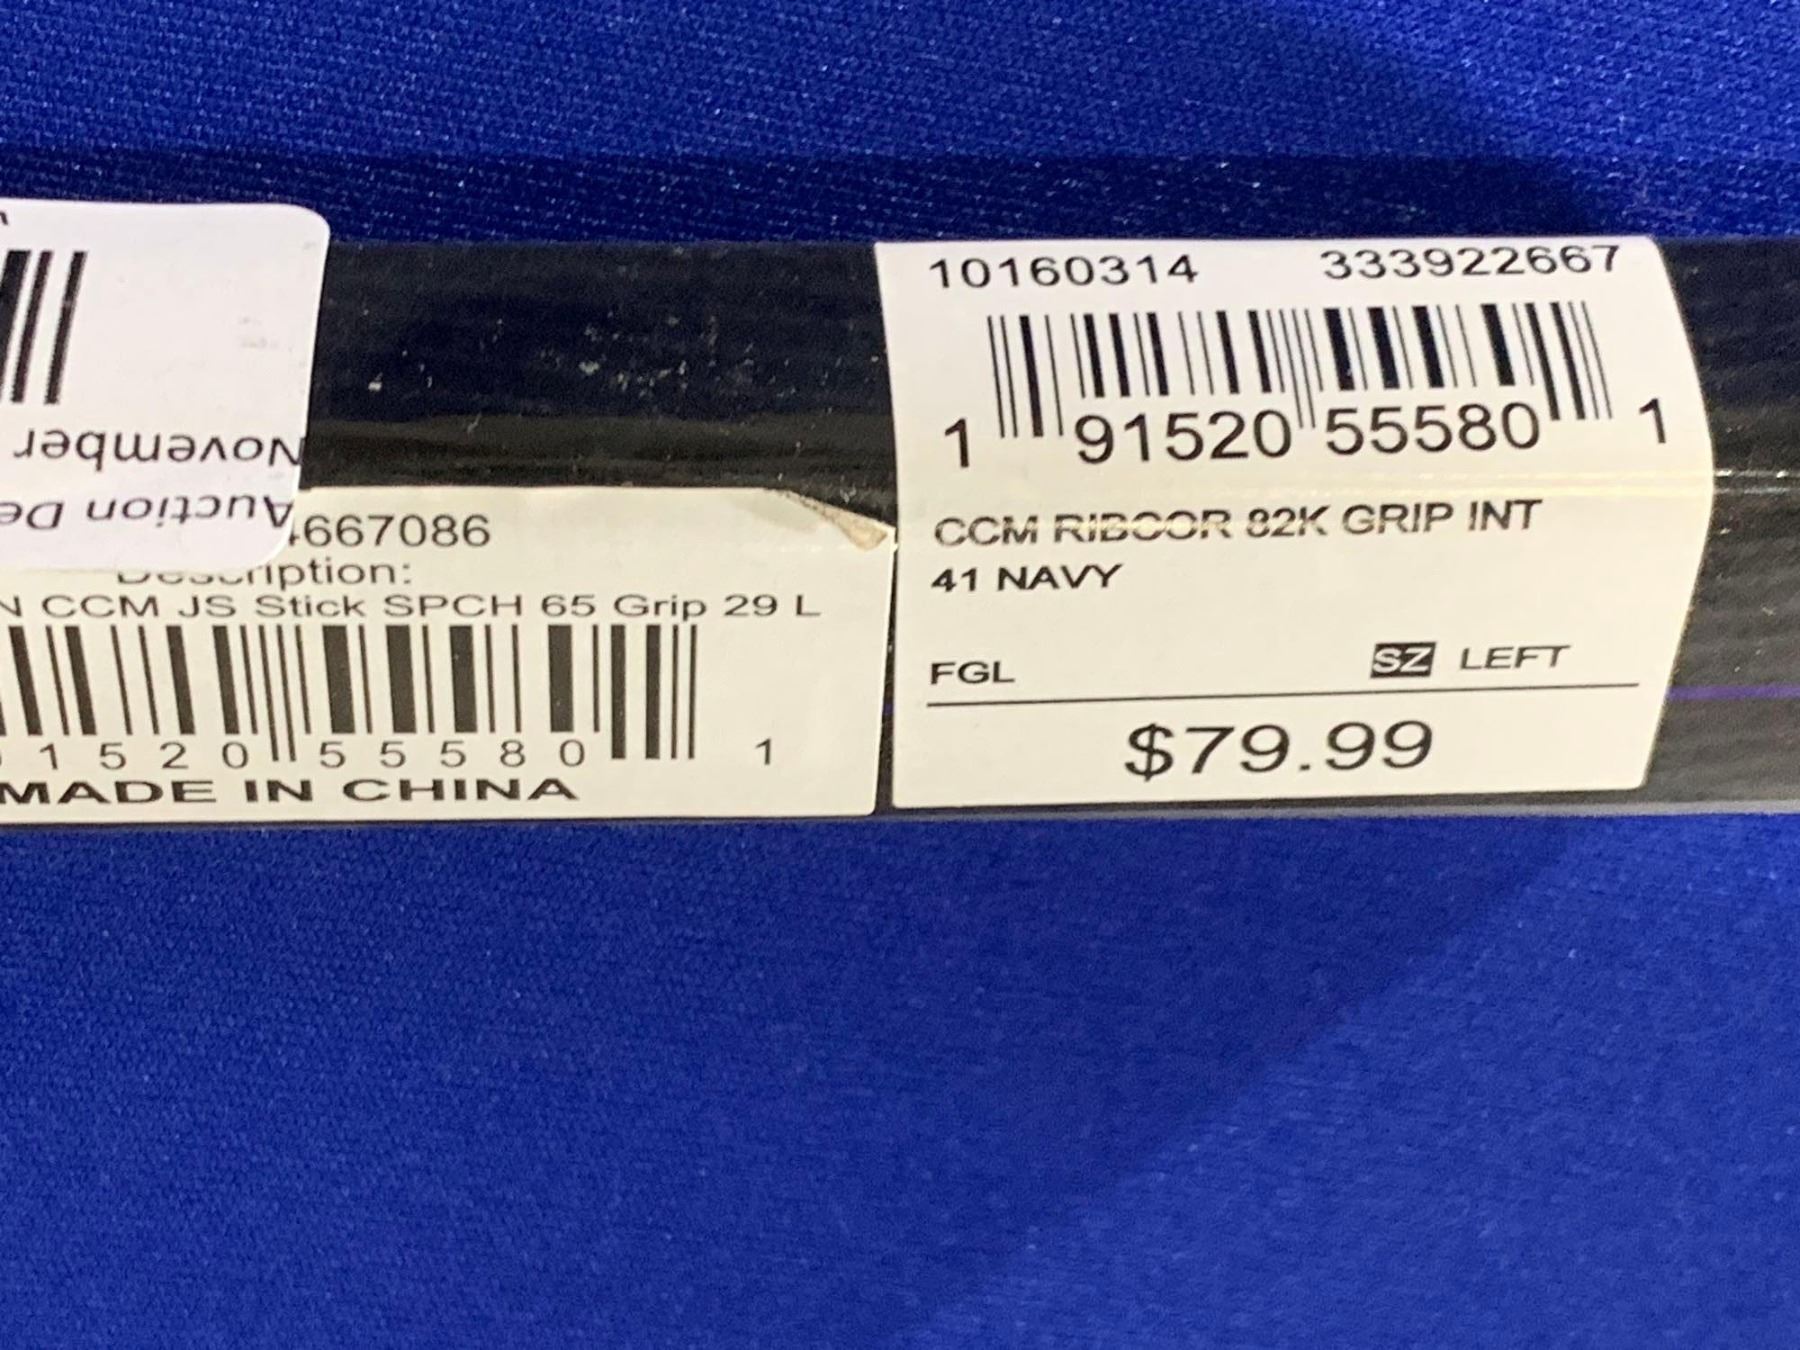 November
Auction De
667086
Description:
N CCM JS Stick SPCH 65 Grip 29 L
1520 55580 1
MADE IN CHINA
10160314 333922667
1 91520 55580 1
CCM RIBCOR 82K GRIP INT
41 NAVY
FGL SZ LEFT
$79.99